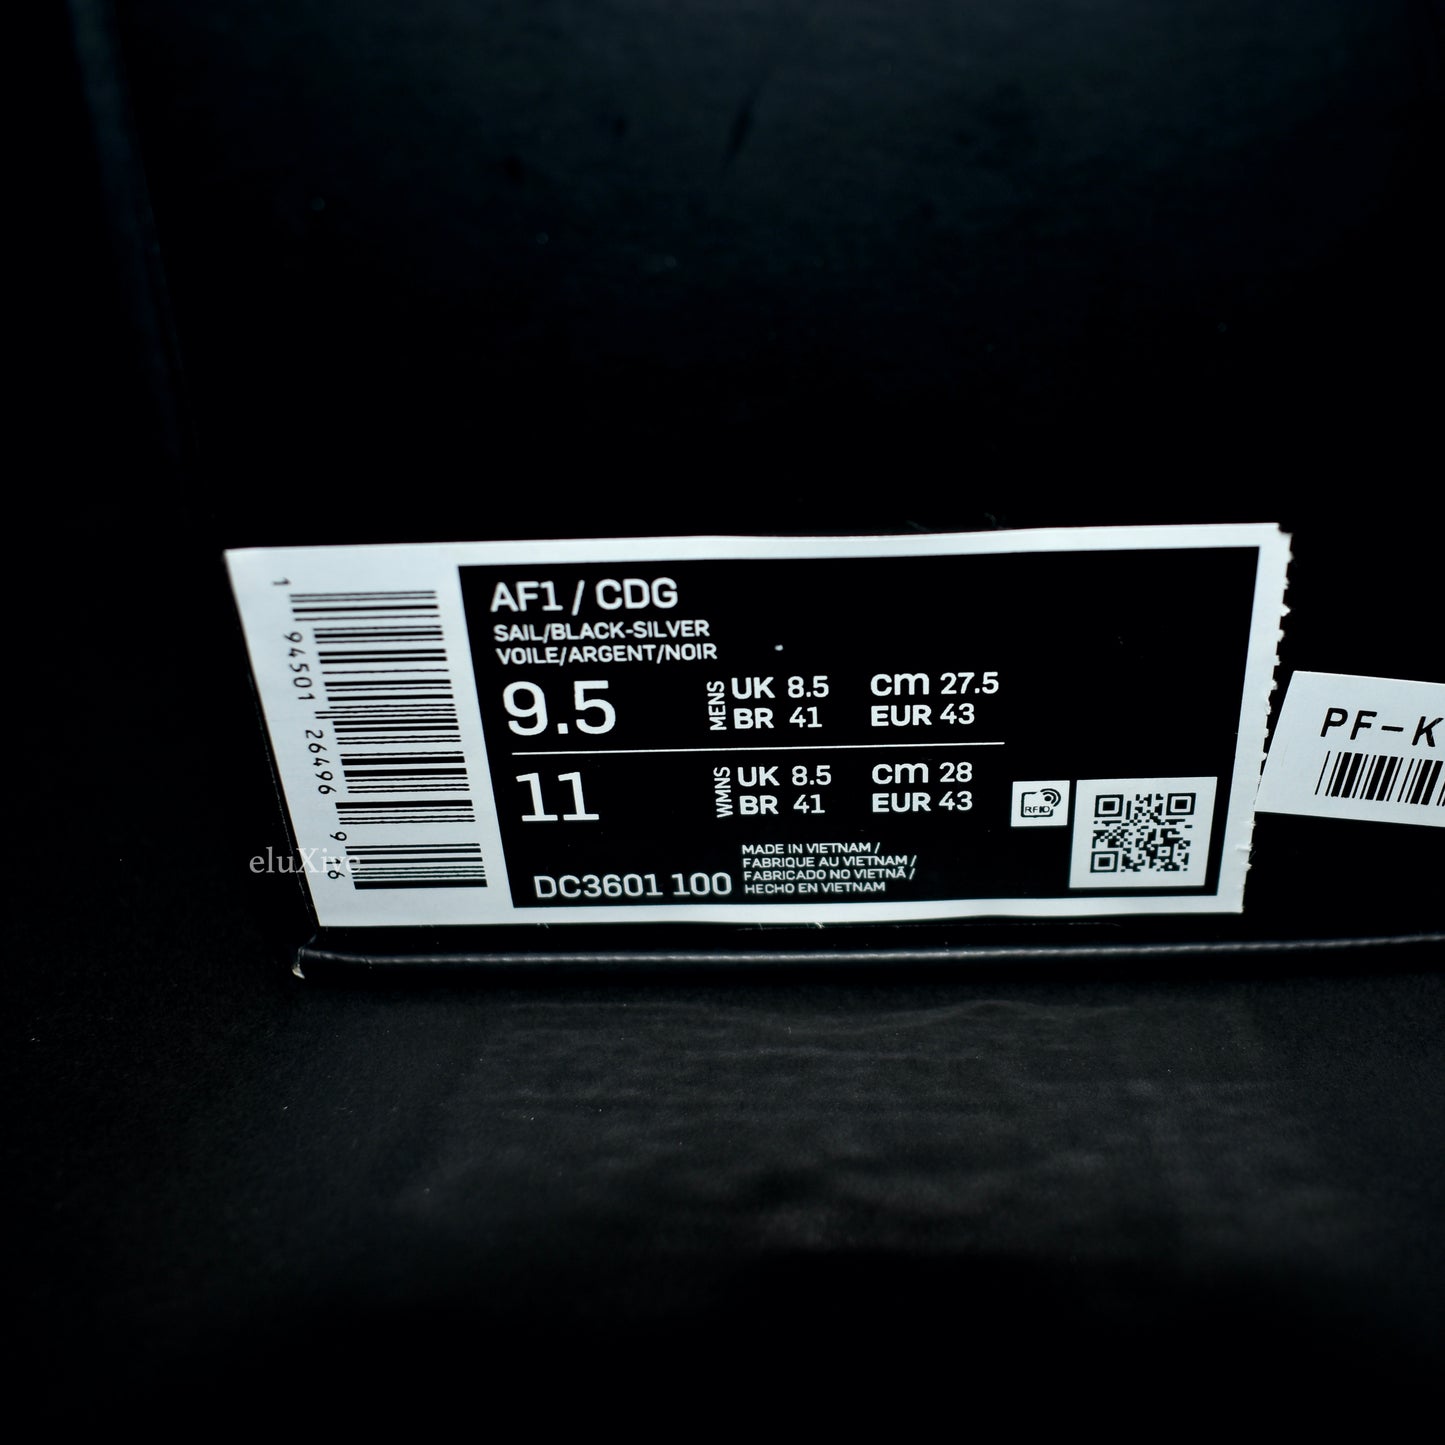 AF1 / CDG
SAIL/BLACK-SILVER
VOILE/ARGENT/NOIR
9.5 MENS UK 8.5 cm 27.5
BR 41 EUR 43
11 WMNS UK 8.5 cm 28
BR 41 EUR 43
RFID
DC3601 100
MADE IN VIETNAM /
FABRIQUE AU VIETNAM /
FABRICADO NO VIETNÃ /
HECHO EN VIETNAM
1 94501 26496 9
eluXive
PF-K